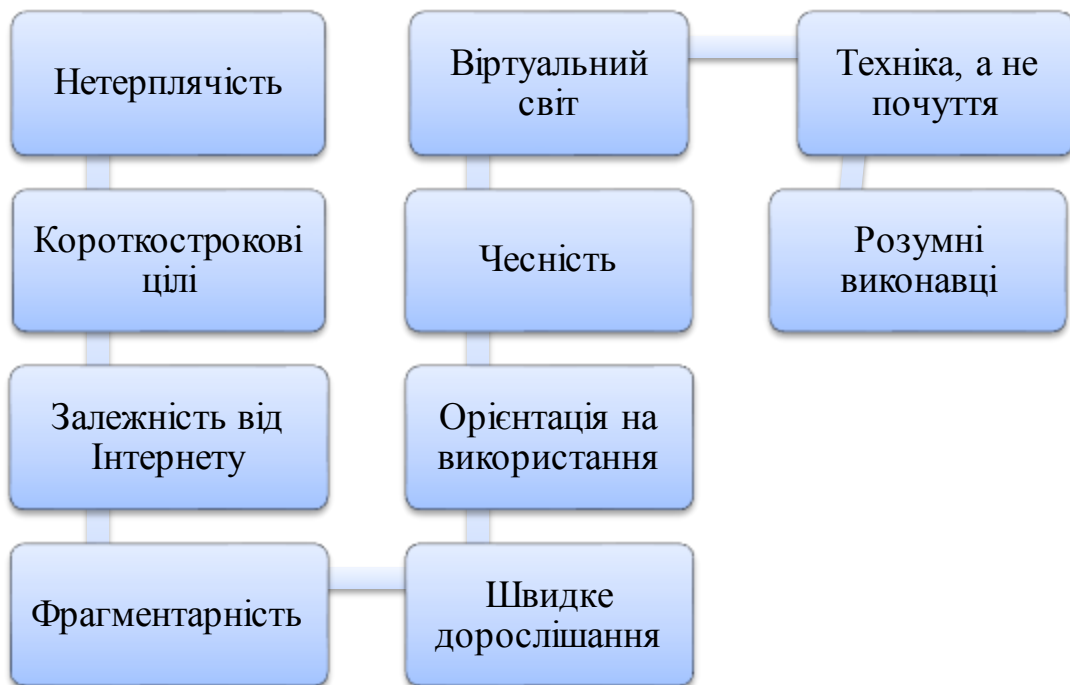 Нетерплячість
Короткострокові
цілі
Залежність від
Інтернету
Фрагментарність
Швидке
дорослішання
Орієнтація на
використання
Чесність
Віртуальний
світ
Техніка, а не
почуття
Розумні
виконавці